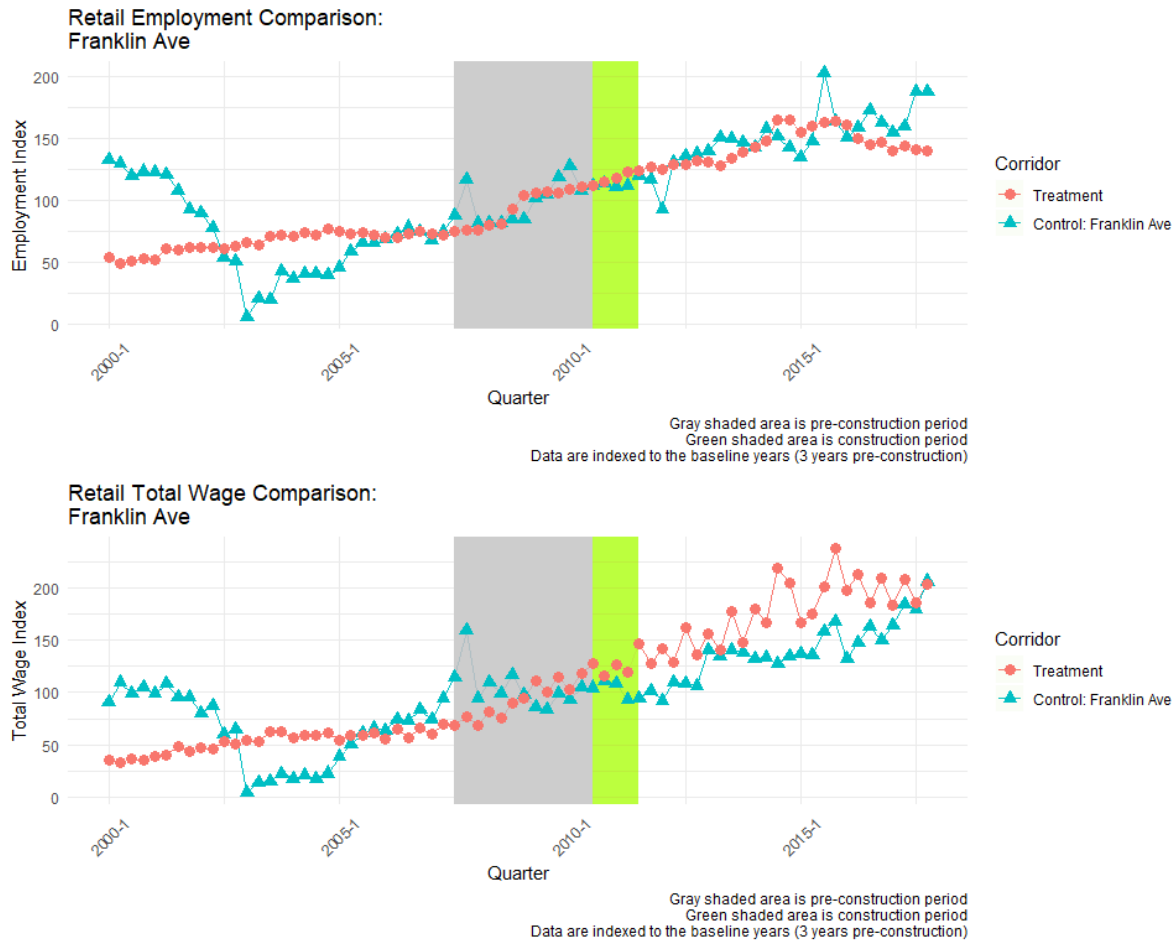 Retail Employment Comparison:
Franklin Ave
200
150
100
50
0
Employment Index
2000-1
2005-1
2010-1
2015-1
Quarter
Corridor
Treatment
Control: Franklin Ave
Gray shaded area is pre-construction period
Green shaded area is construction period
Data are indexed to the baseline years (3 years pre-construction)
Retail Total Wage Comparison:
Franklin Ave
200
150
100
50
0
Total Wage Index
2000-1
2005-1
2010-1
2015-1
Quarter
Corridor
Treatment
Control: Franklin Ave
Gray shaded area is pre-construction period
Green shaded area is construction period
Data are indexed to the baseline years (3 years pre-construction)